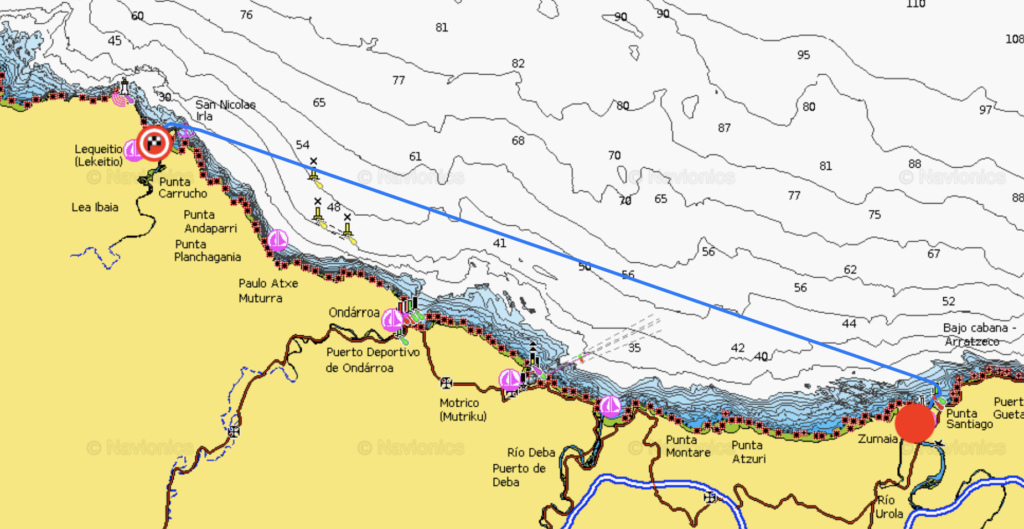 110
60
76
90
90
81
45
108
95
82
77
30
San Nicolas
Irla
65
80
80
97
87
68
54
Lequeitio
(Lekeitio)
61
70
81
88
© Navionics
© Navionics
© Navionics
Punta
Carrucho
77
88
70
65
Lea Ibaia
48
Punta
Andaparri
75
Punta
Planchagania
41
56
67
50
56
62
Paulo Atxe
Muturra
56
52
Ondárroa
44
Bajo cabana -
Arratzeco
Puerto Deportivo
de Ondárroa
35
42
40
Motrico
(Mutriku)
Puert
Gueta
Punta
Santiago
Zumaia
© Navionics
© Navionics
© Navionics
Punta
Montare
Punta
Atzuri
Río Deba
Puerto de
Deba
Río
Urola